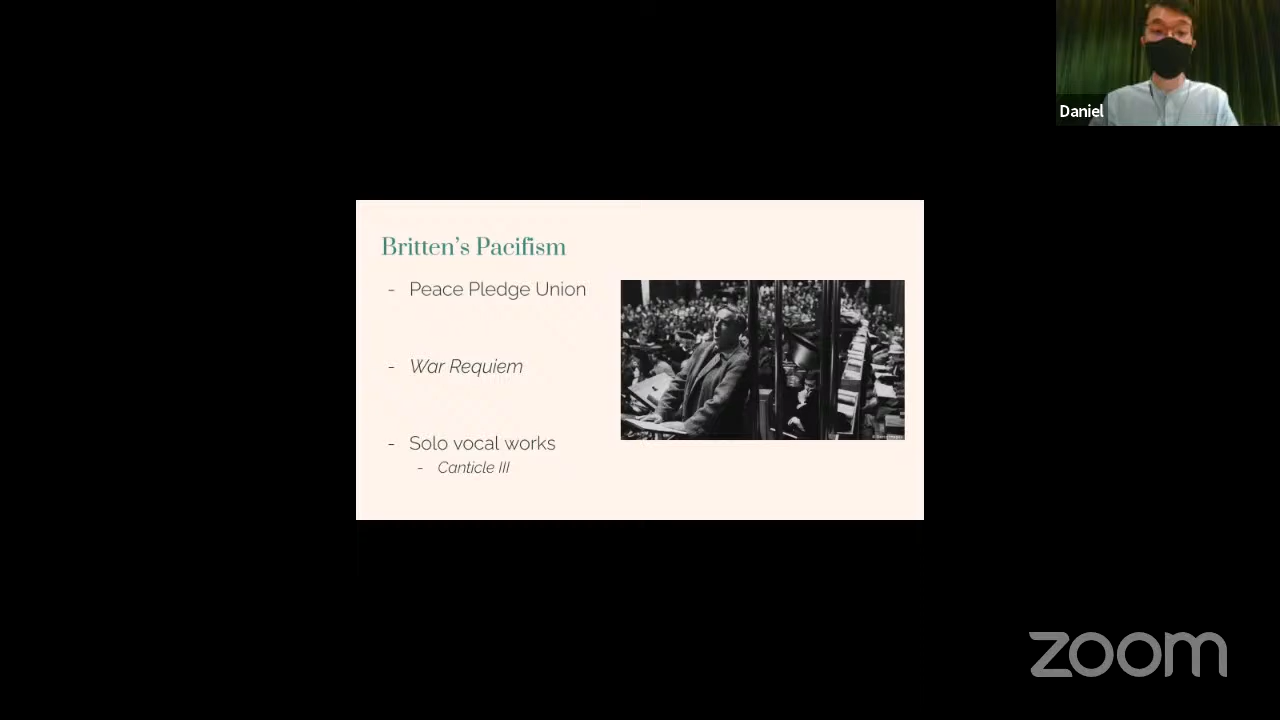 Daniel
Britten's Pacifism
- Peace Pledge Union
- War Requiem
- Solo vocal works
- Canticle III
zoom